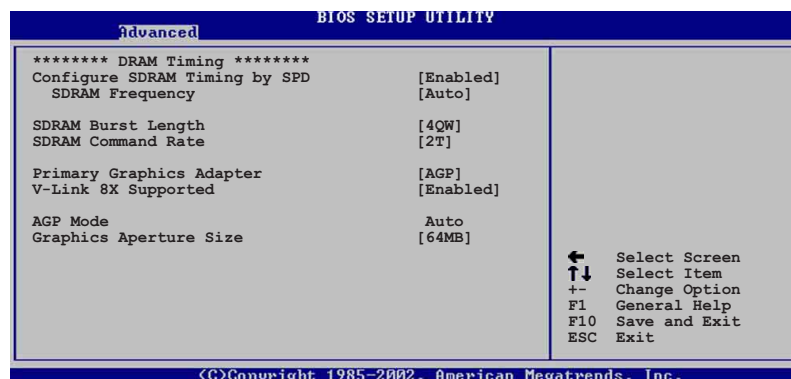 BIOS SETUP UTILITY
Advanced
******** DRAM Timing ********
Configure SDRAM Timing by SPD [Enabled]
SDRAM Frequency [Auto]
SDRAM Burst Length [4QW]
SDRAM Command Rate [2T]
Primary Graphics Adapter [AGP]
V-Link 8X Supported [Enabled]
AGP Mode Auto
Graphics Aperture Size [64MB]
← Select Screen
↑↓ Select Item
+- Change Option
F1 General Help
F10 Save and Exit
ESC Exit
(C)Copyright 1985-2002, American Megatrends, Inc.